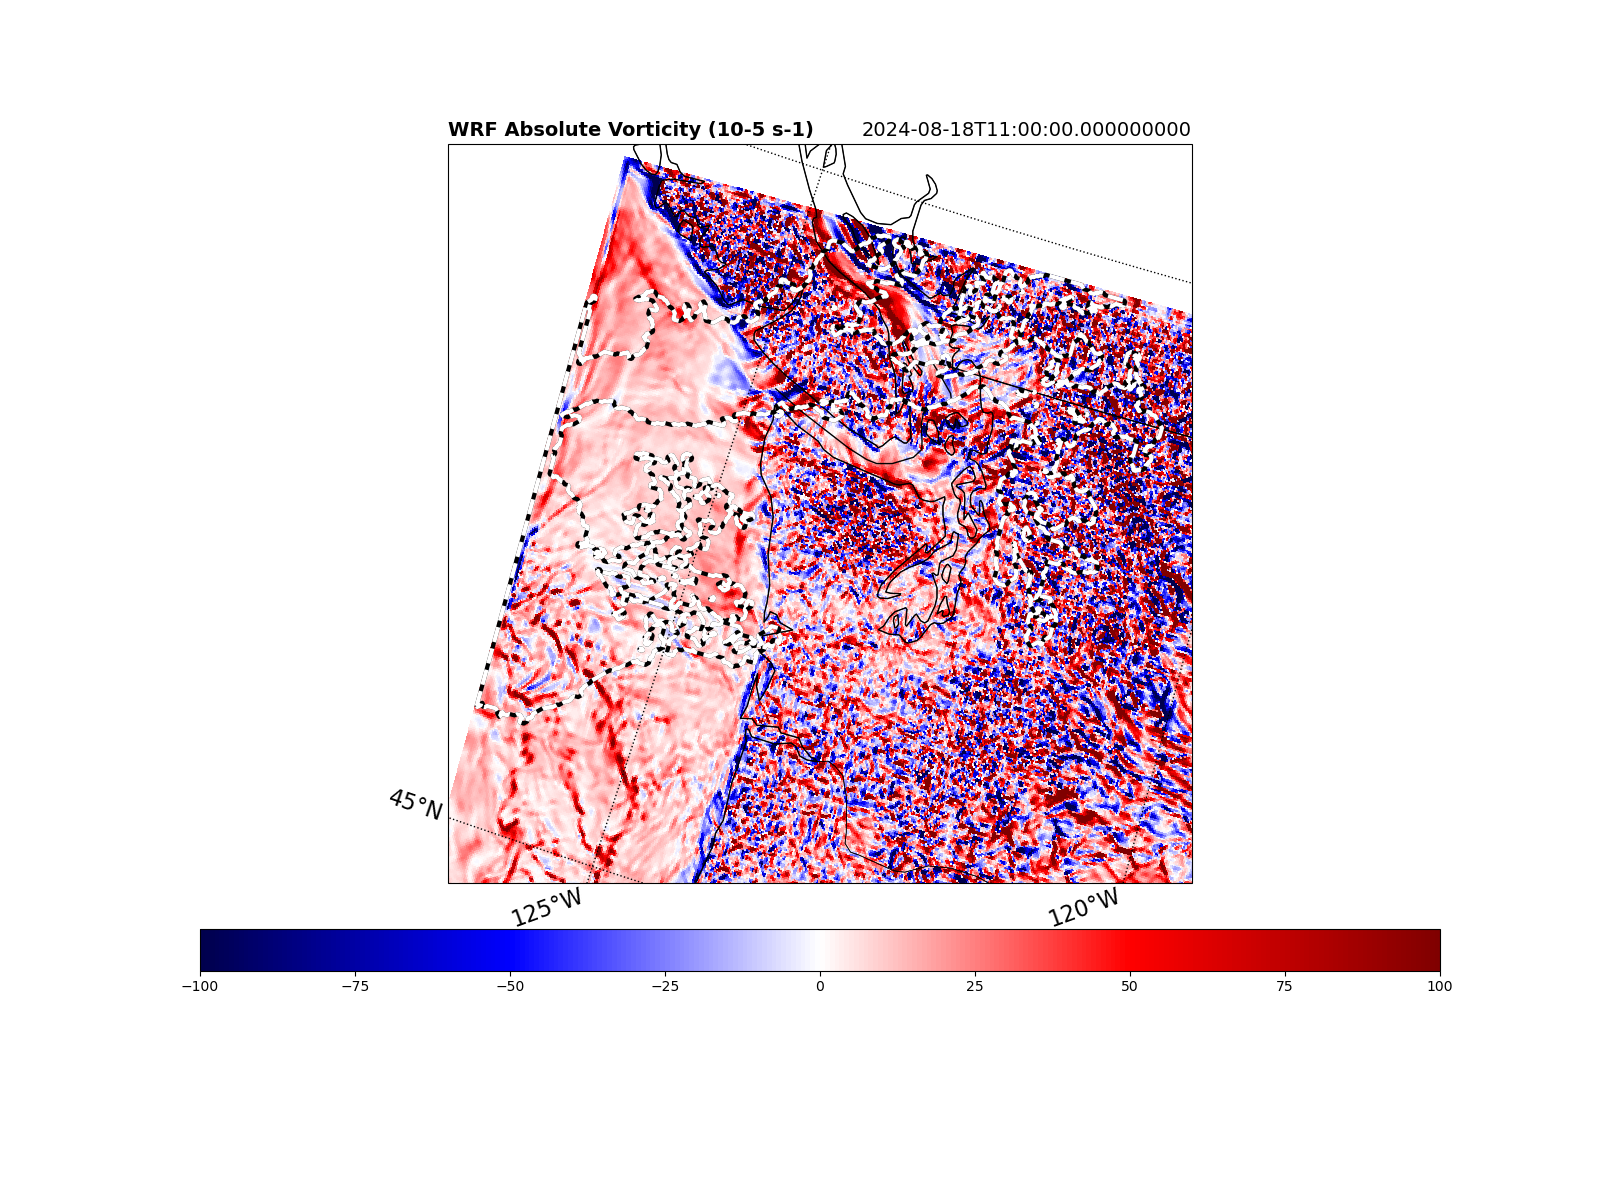 WRF Absolute Vorticity (10-5 s-1) 2024-08-18T11:00:00.000000000
45°N
125°W 120°W
−100 −75 −50 −25 0 25 50 75 100